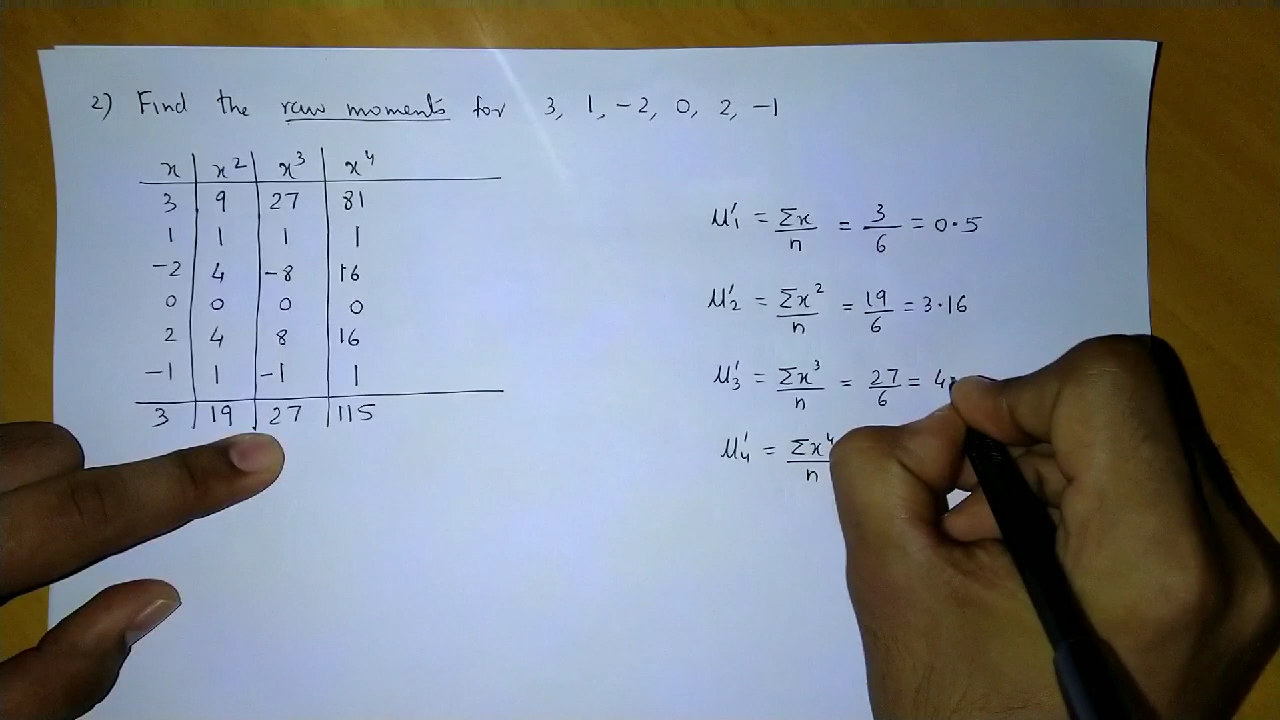 2) Find the raw moments for 3, 1, -2, 0, 2, -1
x | x² | x³ | x⁴
3 | 9 | 27 | 81
1 | 1 | 1 | 1
-2 | 4 | -8 | 16
0 | 0 | 0 | 0
2 | 4 | 8 | 16
-1 | 1 | -1 | 1
3 | 19 | 27 | 115
μ'₁ = Σx/n = 3/6 = 0.5
μ'₂ = Σx²/n = 19/6 = 3.16
μ'₃ = Σx³/n = 27/6 = 4
μ'₄ = Σx⁴/n